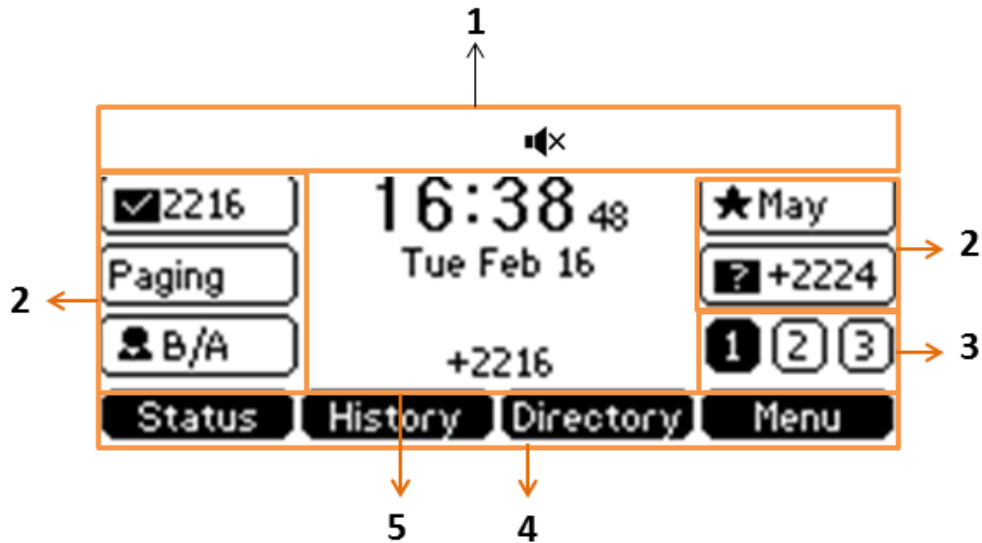 1
2216
16:38 48
May
Paging
Tue Feb 16
? +2224
2
2
B/A
+2216
1 2 3
3
Status History Directory Menu
5
4